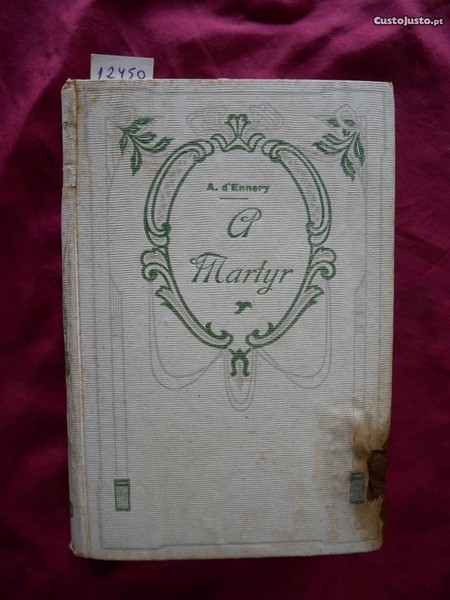 CustoJusto.pt
12450
A. d'Ennery
A
Martyr